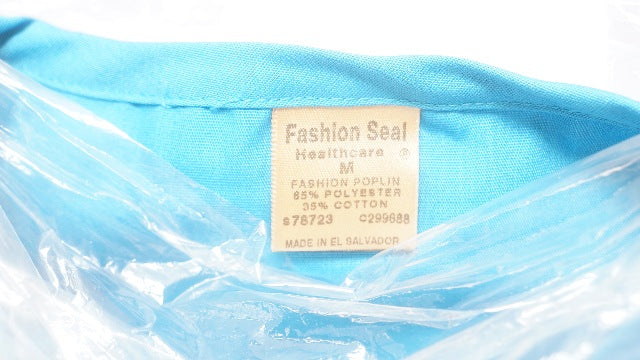 Fashion Seal
Healthcare ®
M
FASHION POPLIN
65% POLYESTER
35% COTTON
s78723 C299688
MADE IN EL SALVADOR